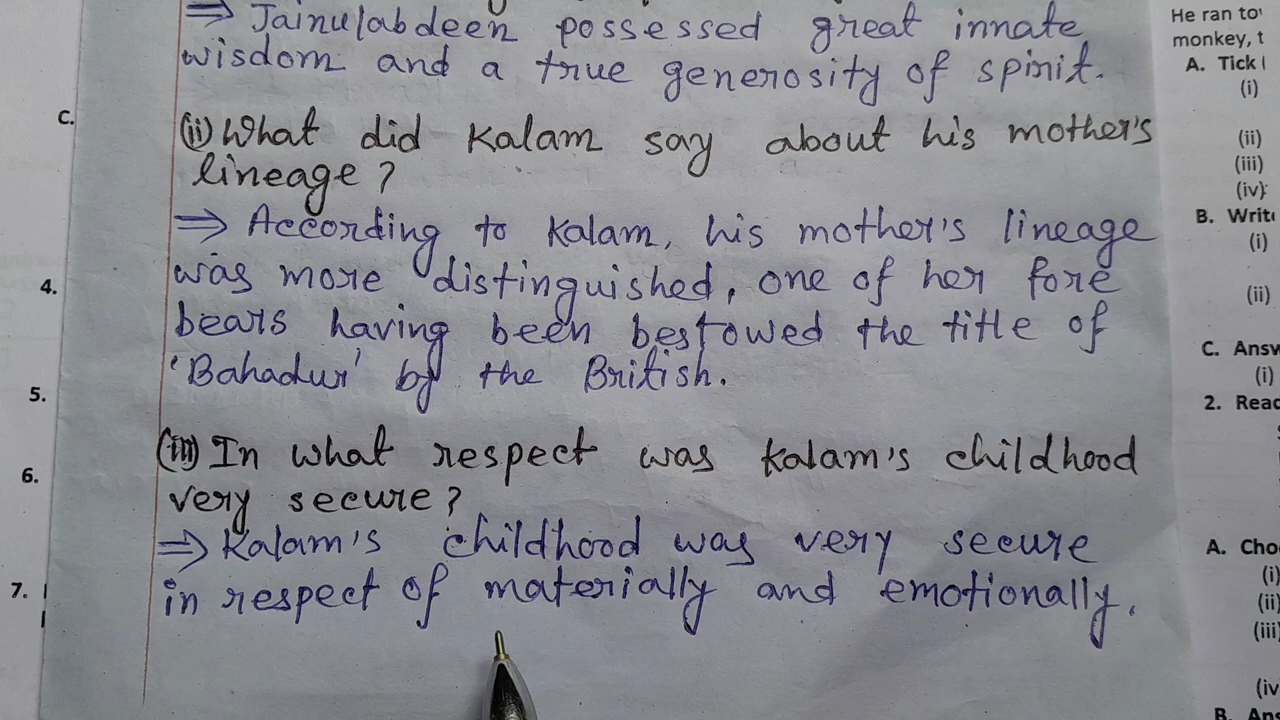 ⇒ Jainulabdeen possessed great innate
wisdom and a true generosity of spirit.
(ii) What did Kalam say about his mother's
lineage?
⇒ According to Kalam, his mother's lineage
was more distinguished, one of her fore
bears having been bestowed the title of
'Bahadur' by the British.
(iii) In what respect was Kalam's childhood
very secure?
⇒ Kalam's childhood was very secure
in respect of materially and emotionally.
C.
4.
5.
6.
7.
He ran to
monkey, t
A. Tick
(i)
(ii)
(iii)
(iv)
B. Writ
(i)
(ii)
C. Answ
(i)
2. Read
A. Cho
(i)
(ii)
(iii)
(iv
B. Ans